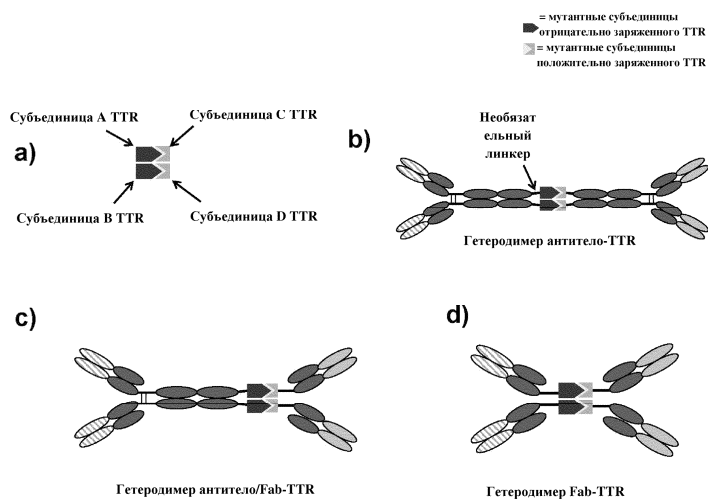 = мутантные субъединицы
отрицательно заряженного TTR
= мутантные субъединицы
положительно заряженного TTR
a)
Субъединица A TTR
Субъединица C TTR
Субъединица B TTR
Субъединица D TTR
b)
Необязат
ельный
линкер
Гетеродимер антитело-TTR
c)
Гетеродимер антитело/Fab-TTR
d)
Гетеродимер Fab-TTR